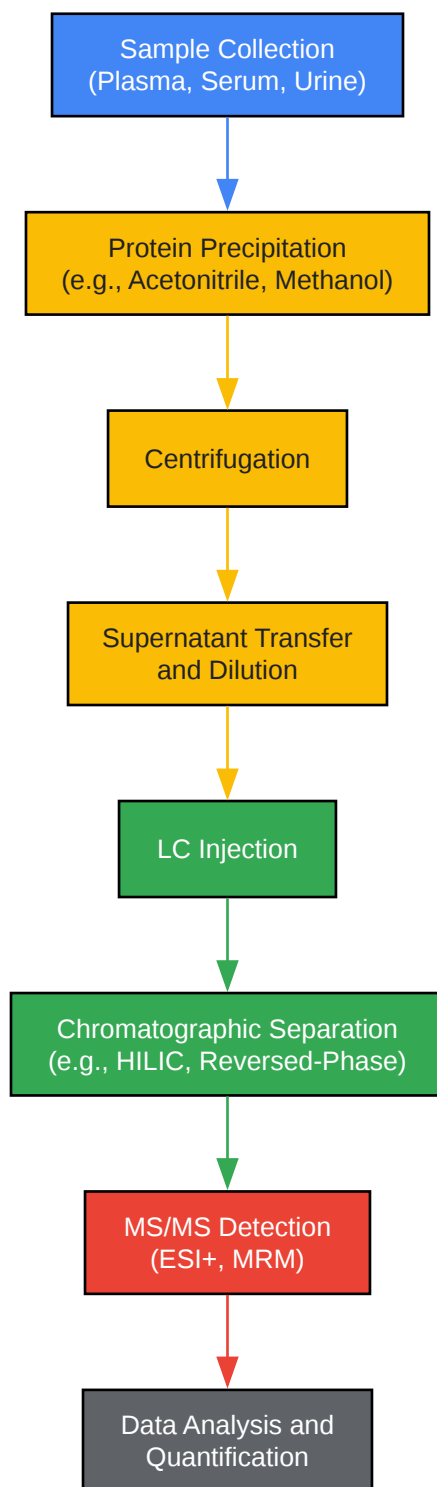 Sample Collection
(Plasma, Serum, Urine)
Protein Precipitation
(e.g., Acetonitrile, Methanol)
Centrifugation
Supernatant Transfer
and Dilution
LC Injection
Chromatographic Separation
(e.g., HILIC, Reversed-Phase)
MS/MS Detection
(ESI+, MRM)
Data Analysis and
Quantification